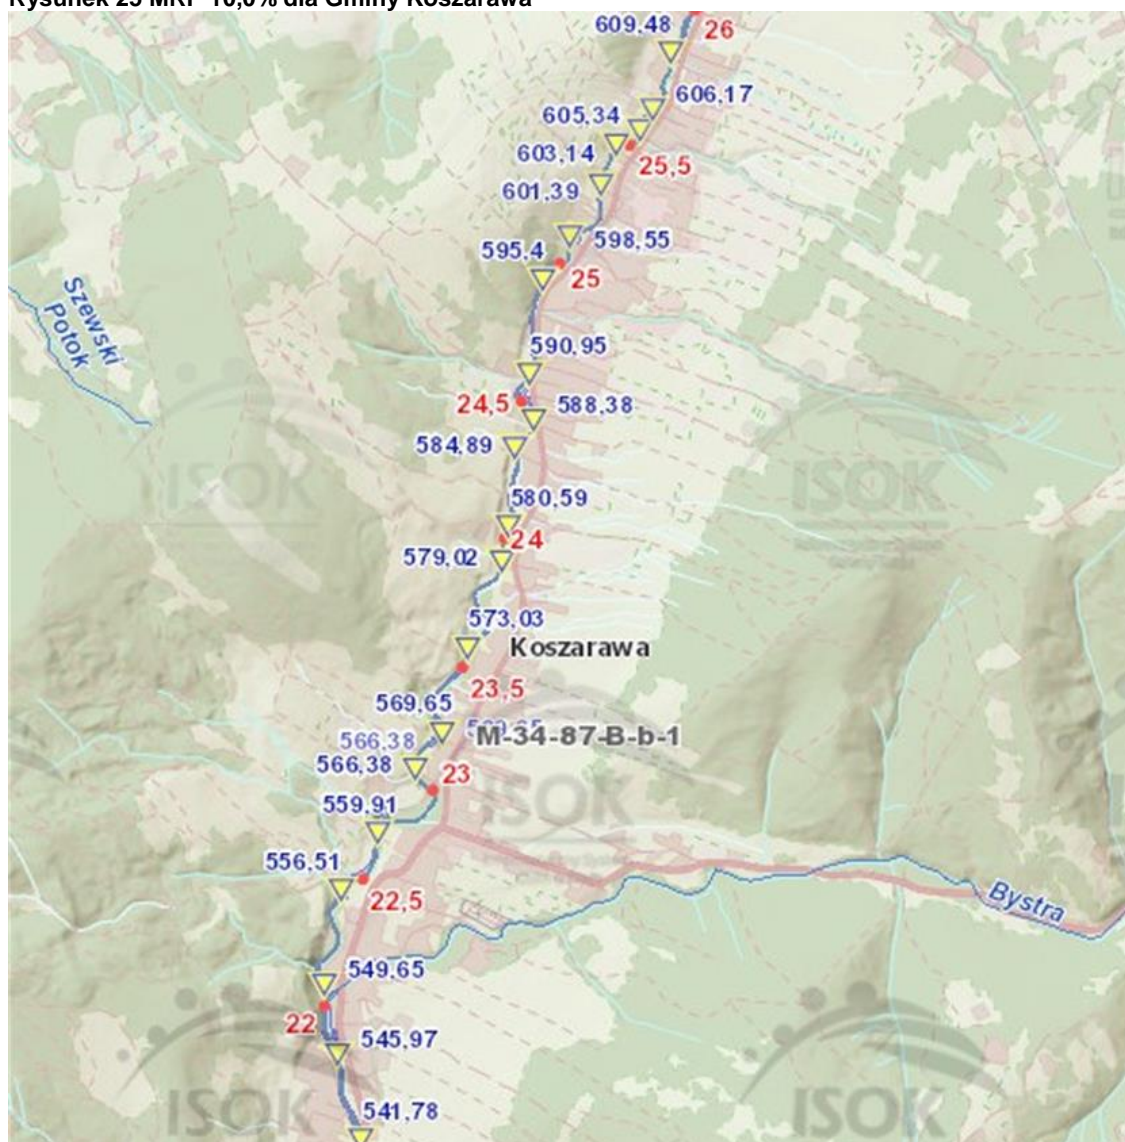 Rysunek 25 MRP 10,0% dla Gminy Koszarawa
609,48
26
606,17
605,34
603,14
25,5
601,39
598,55
595,4
25
Szewski
Potok
590,95
24,5
588,38
584,89
ISOK
ISOK
580,59
24
579,02
573,03
Koszarawa
23,5
569,65
M-34-87-B-b-1
566,38
566,38
23
ISOK
559,91
556,51
22,5
Bystra
549,65
22
545,97
541,78
ISOK
ISOK